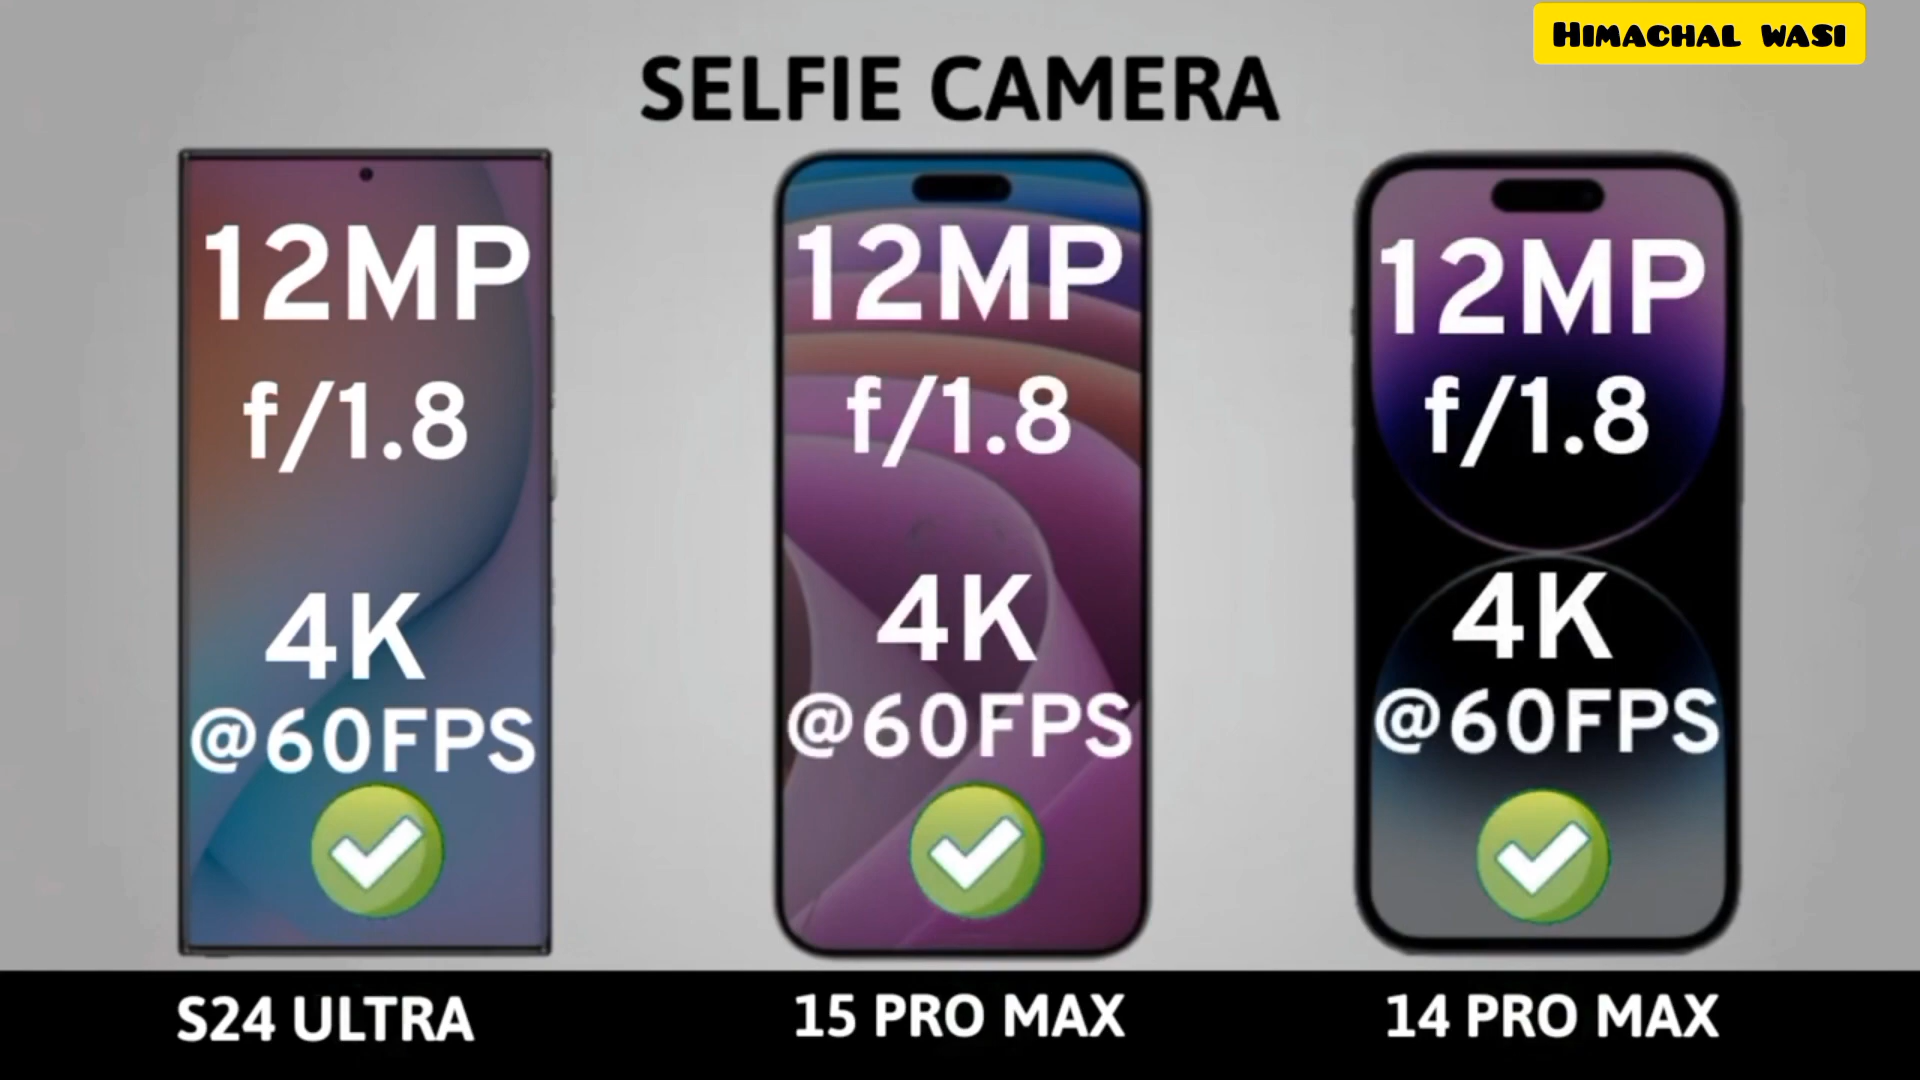 HIMACHAL WASI
SELFIE CAMERA
12MP
f/1.8
4K
@60FPS
S24 ULTRA
12MP
f/1.8
4K
@60FPS
15 PRO MAX
12MP
f/1.8
4K
@60FPS
14 PRO MAX